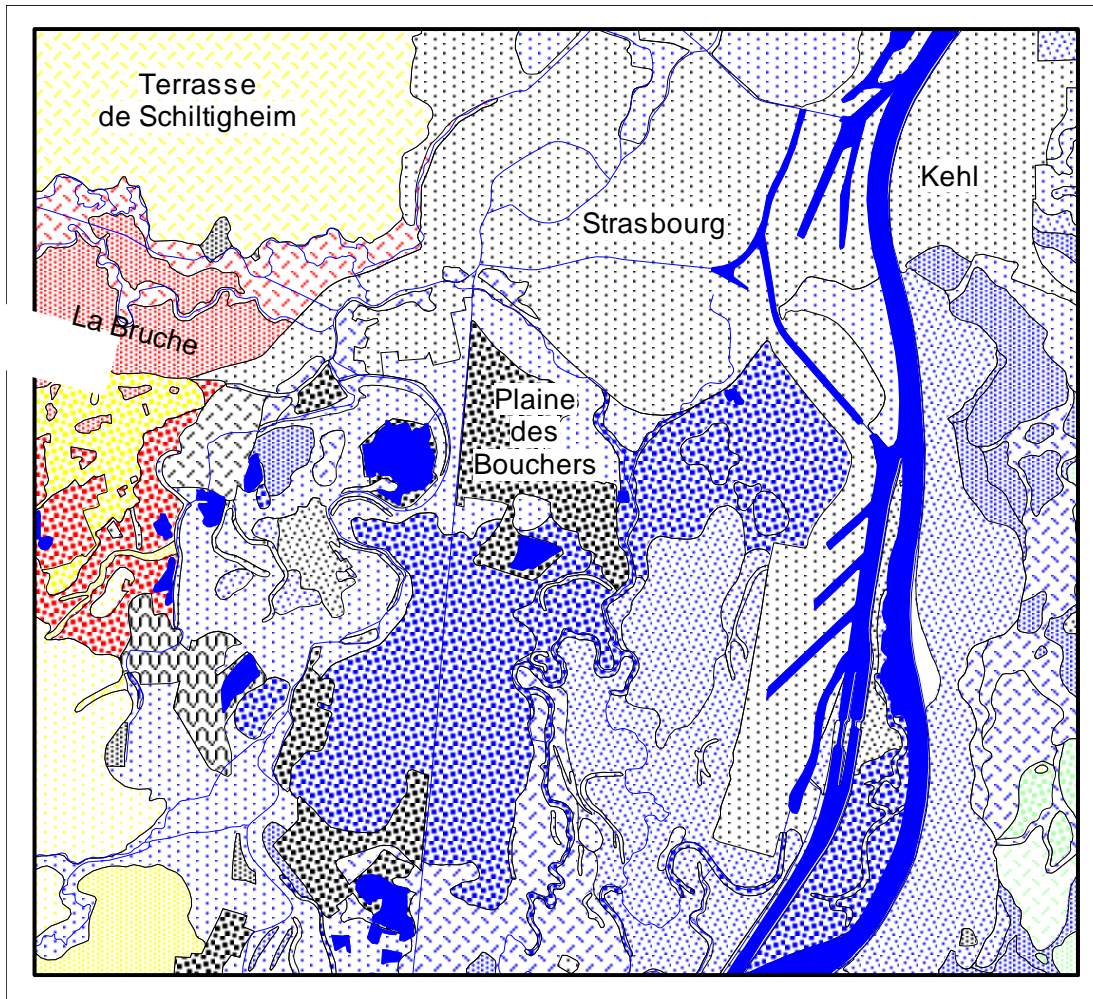 Terrasse
de Schiltigheim
Kehl
Strasbourg
La Bruche
Plaine
des
Bouchers